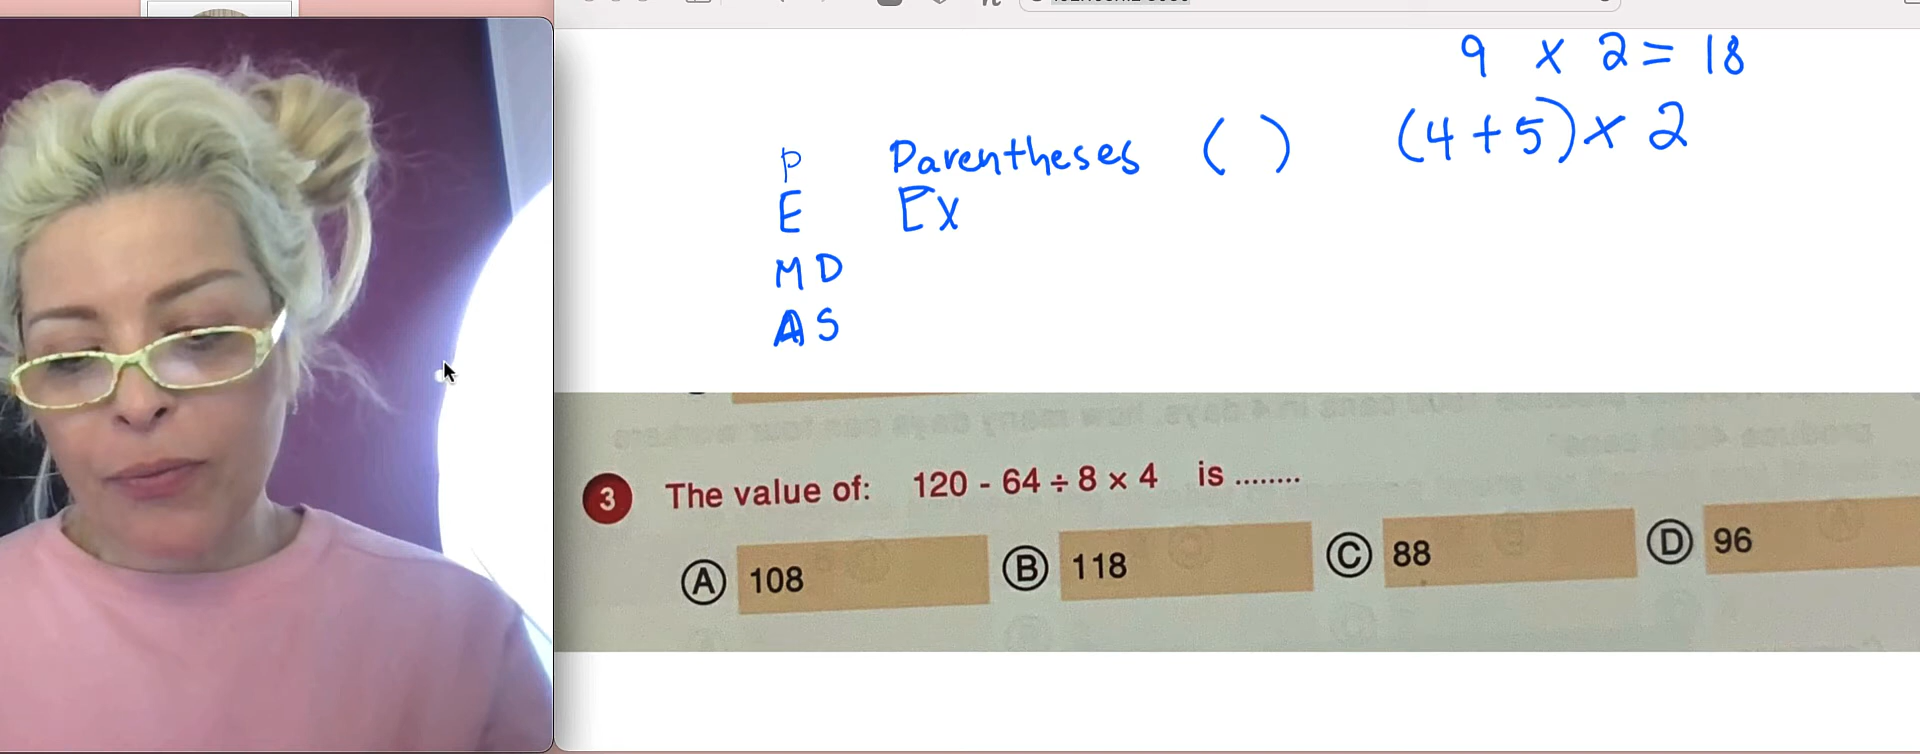 9 x 2 = 18
P Parentheses ( ) (4+5) x 2
E Ex
M D
A S
3 The value of: 120 - 64 ÷ 8 × 4 is ........
A 108 B 118 C 88 D 96